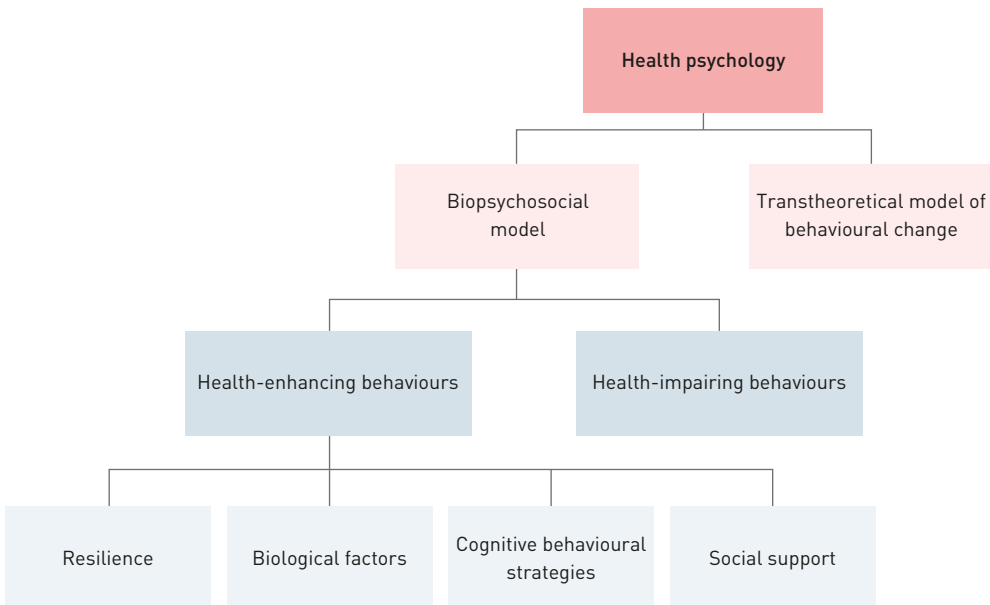 Health psychology
Biopsychosocial
model
Transtheoretical model of
behavioural change
Health-enhancing behaviours
Health-impairing behaviours
Resilience
Biological factors
Cognitive behavioural
strategies
Social support